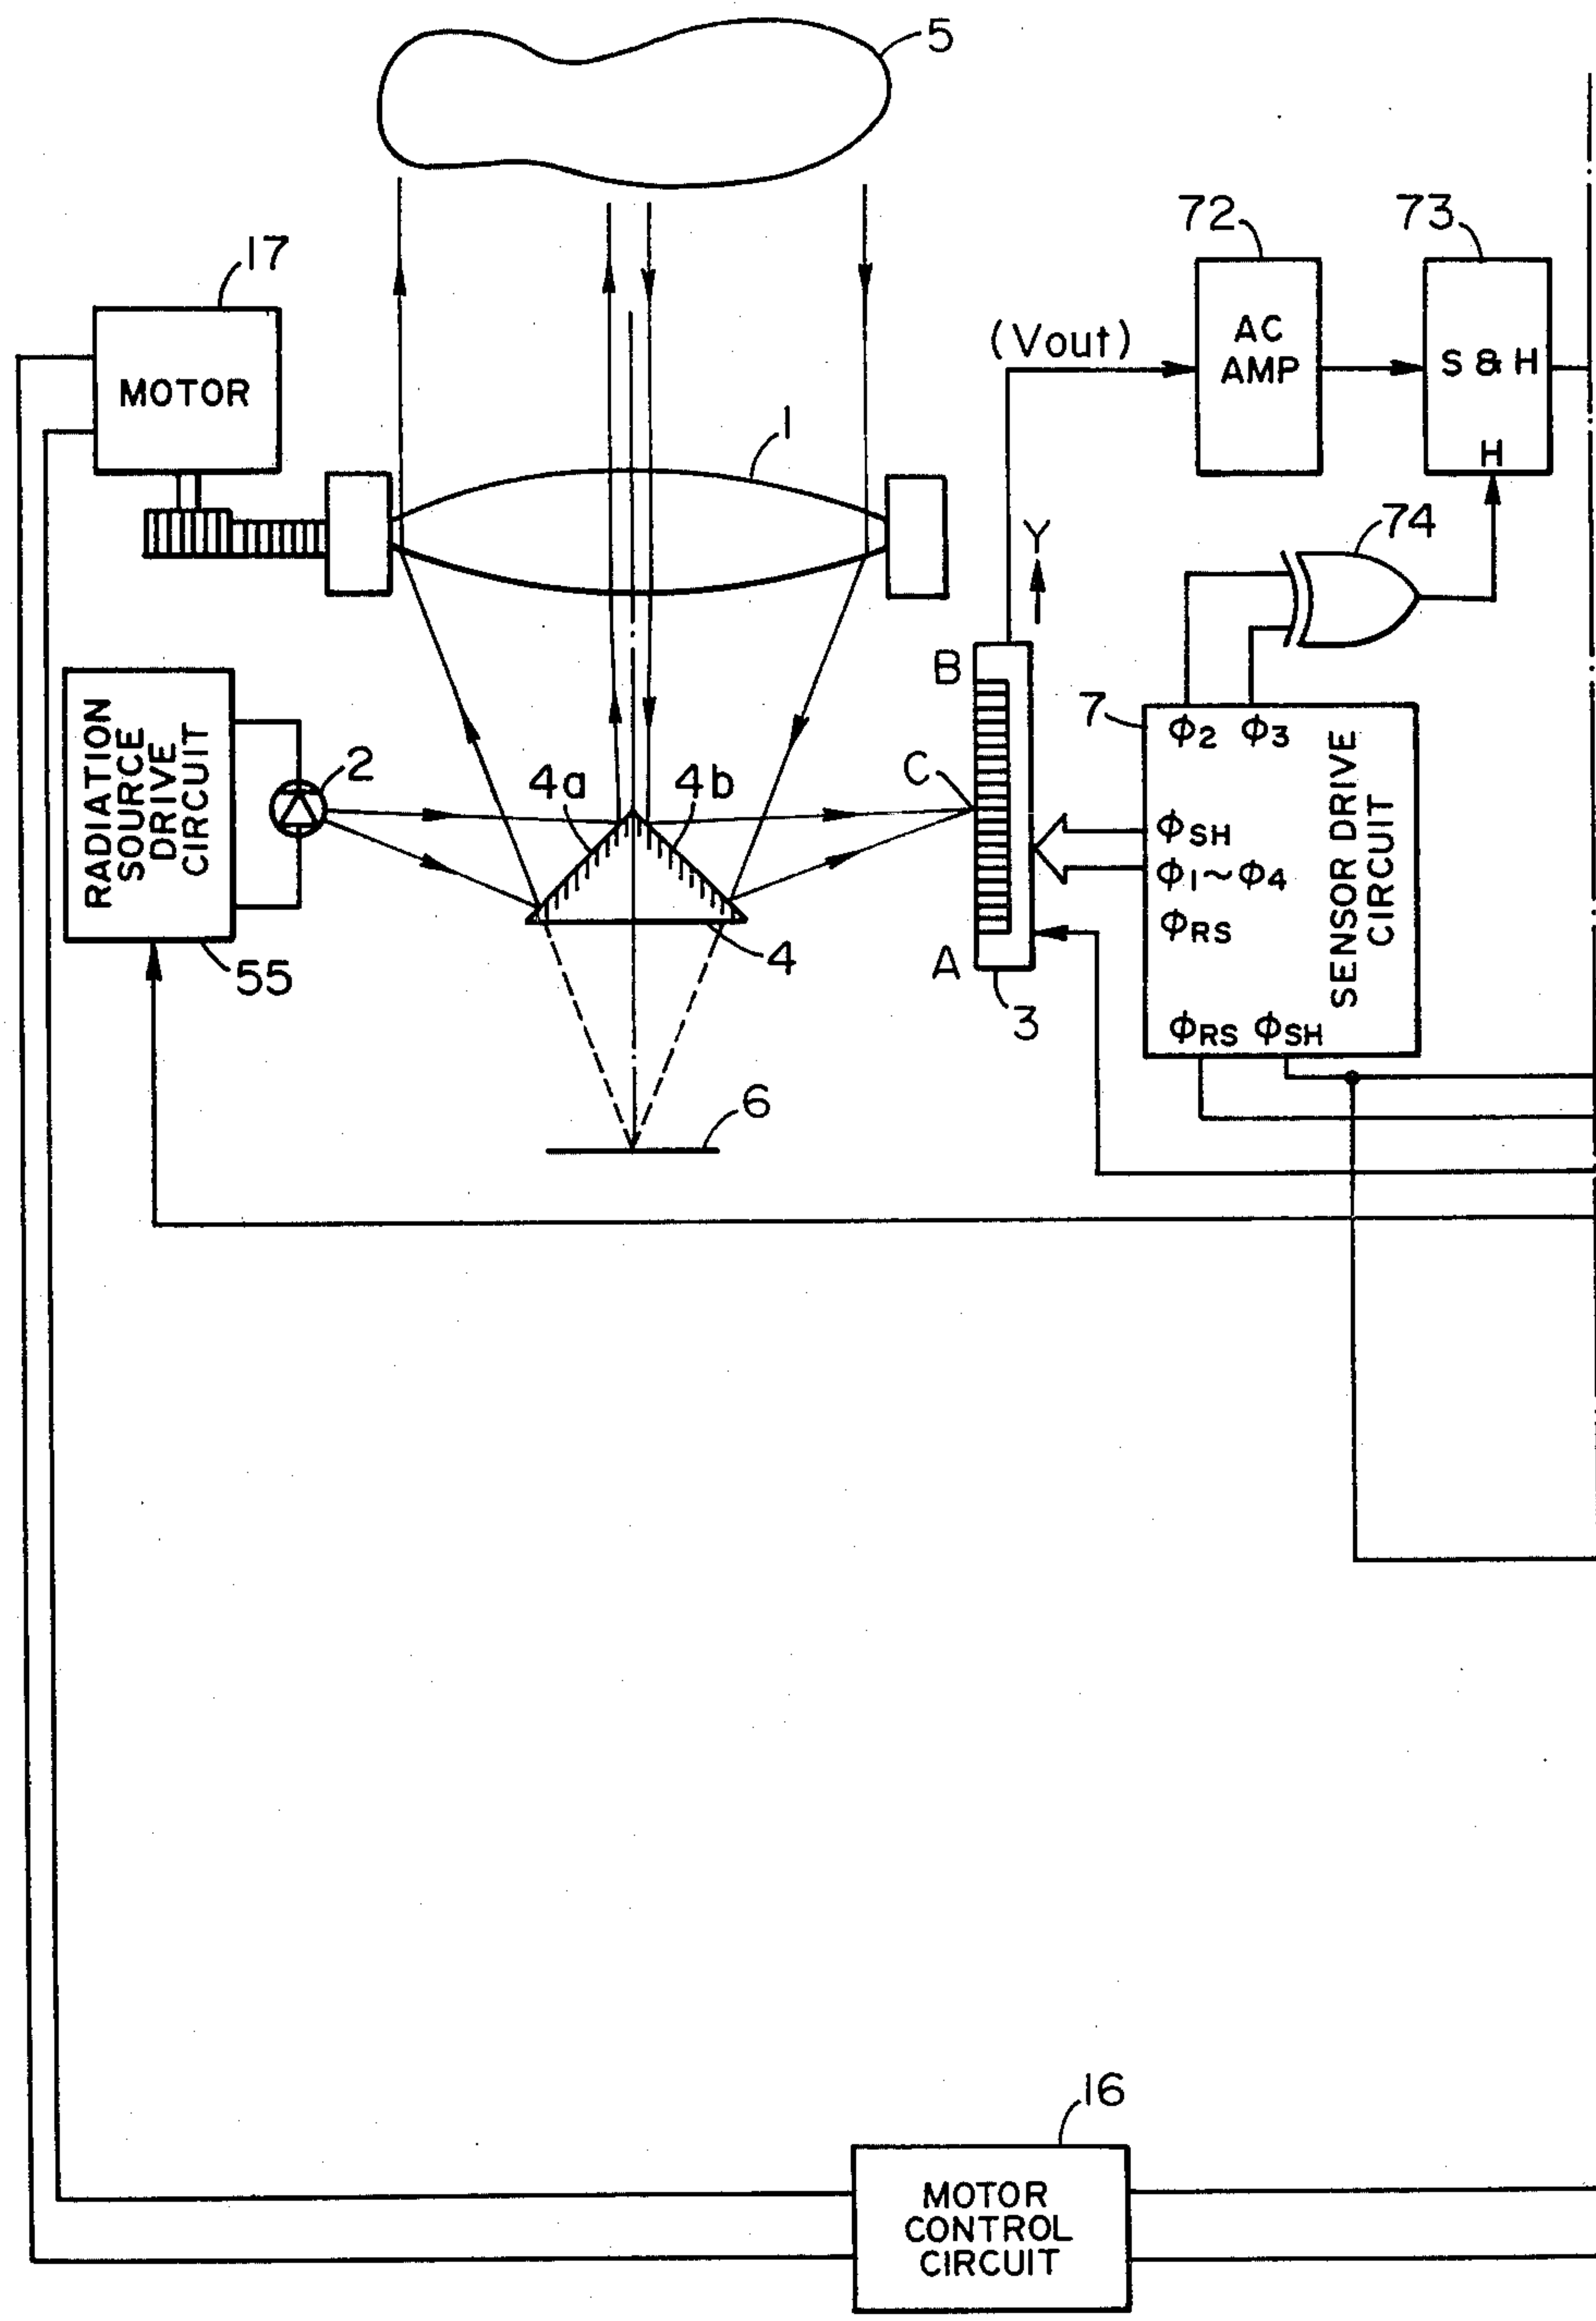 5
72
73
17
(Vout)
AC
AMP
S & H
H
MOTOR
1
Y
74
B
7
Φ2 Φ3
RADIATION
SOURCE
DRIVE
CIRCUIT
2
4a
4b
C
ΦSH
Φ1~Φ4
ΦRS
SENSOR DRIVE
CIRCUIT
55
4
A
3
ΦRS ΦSH
6
16
MOTOR
CONTROL
CIRCUIT